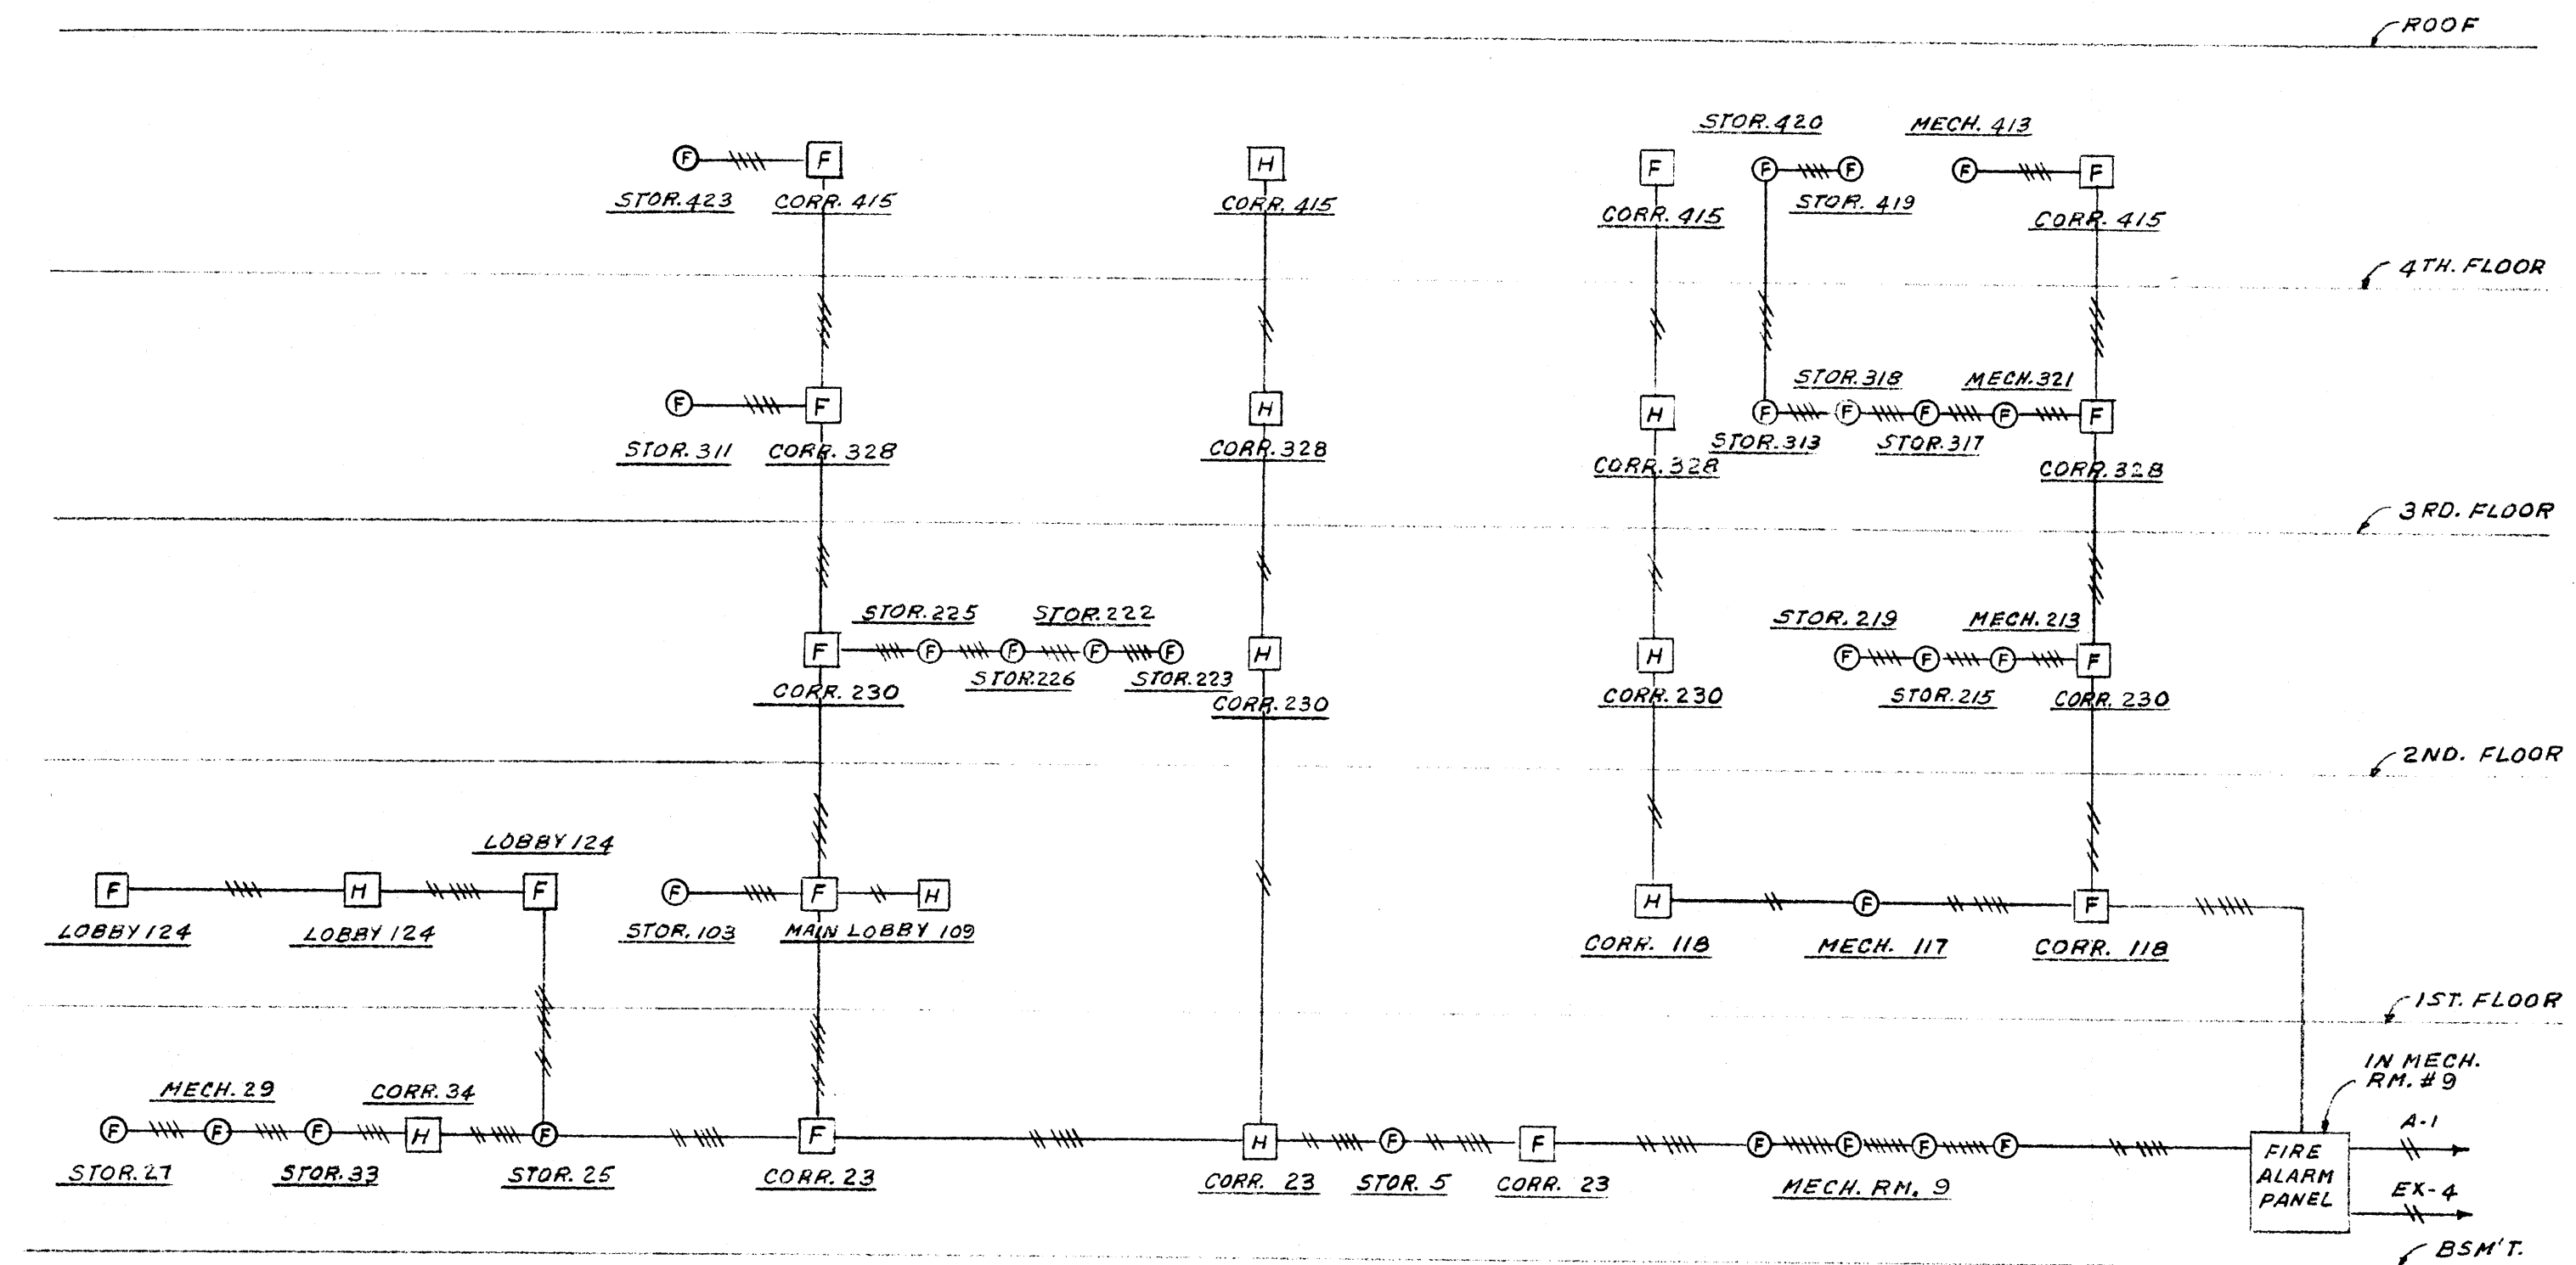 ROOF
STOR. 420
MECH. 413
F
F
H
F
F
F
F
F
STOR. 423
CORR. 415
CORR. 415
CORR. 415
STOR. 419
CORR. 415
4TH. FLOOR
STOR. 318
MECH. 321
F
F
H
H
F
F
F
F
F
STOR. 311
CORR. 328
CORR. 328
CORR. 328
STOR. 313
STOR. 317
CORR. 328
3RD. FLOOR
STOR. 225
STOR. 222
STOR. 219
MECH. 213
F
F
F
F
F
H
H
F
F
F
F
CORR. 230
STOR. 226
STOR. 223
CORR. 230
CORR. 230
STOR. 215
CORR. 230
2ND. FLOOR
LOBBY 124
F
H
F
F
F
H
H
F
F
LOBBY 124
LOBBY 124
STOR. 103
MAIN LOBBY 109
CORR. 118
MECH. 117
CORR. 118
1ST. FLOOR
IN MECH.
RM. #9
MECH. 29
CORR. 34
A-1
F
F
F
H
F
F
H
F
F
F
F
F
F
FIRE
ALARM
PANEL
STOR. 27
STOR. 33
STOR. 25
CORR. 23
CORR. 23
STOR. 5
CORR. 23
MECH. RM. 9
EX-4
BSM'T.